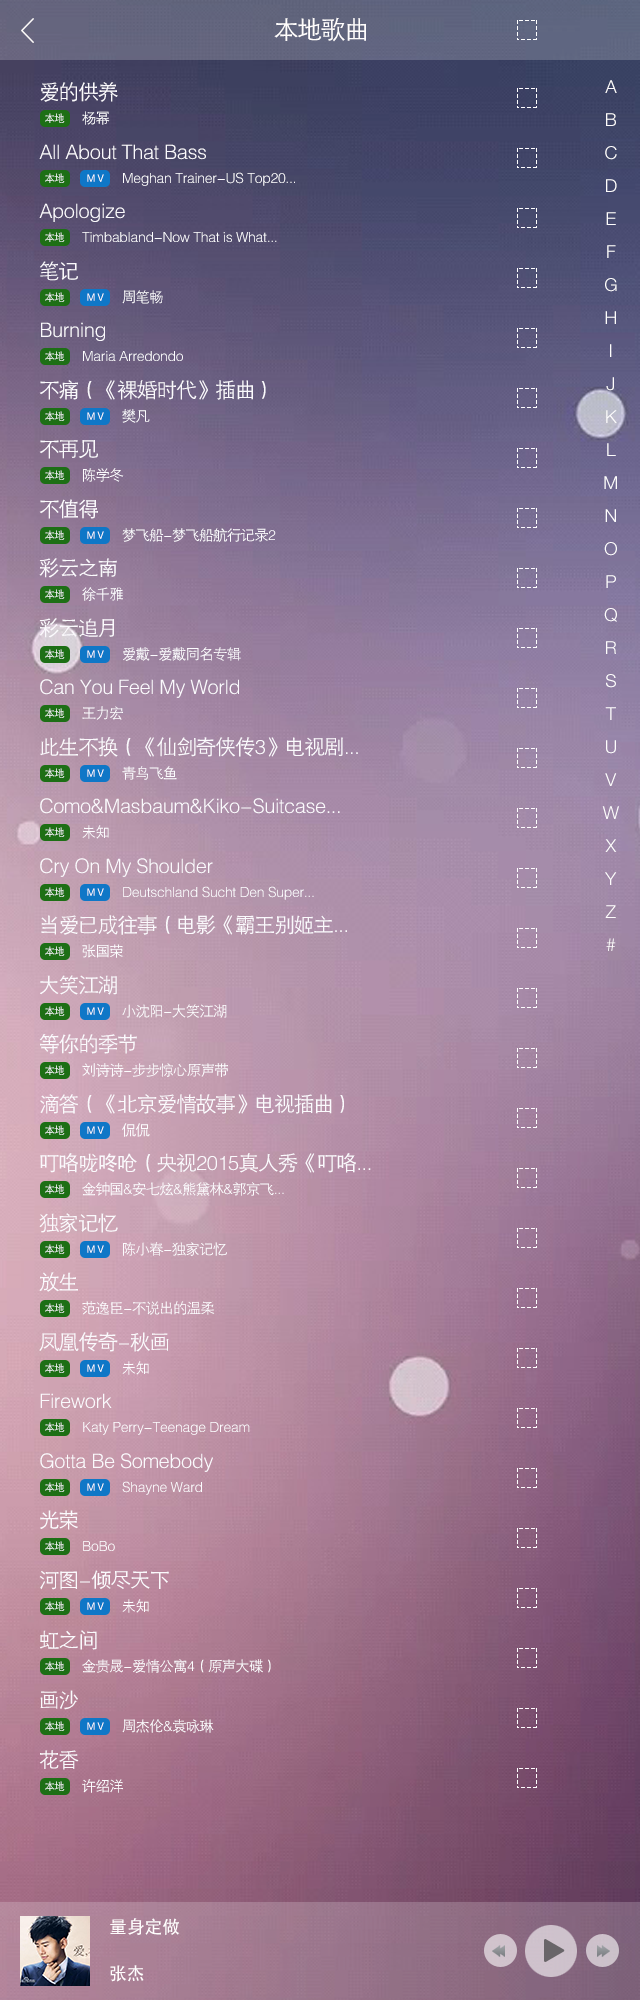 本地歌曲
爱的供养
本地 杨幂
All About That Bass
本地 MV Meghan Trainer-US Top20...
Apologize
本地 Timbabland-Now That is What...
笔记
本地 MV 周笔畅
Burning
本地 Maria Arredondo
不痛（《裸婚时代》插曲）
本地 MV 樊凡
不再见
本地 陈学冬
不值得
本地 MV 梦飞船-梦飞船航行记录2
彩云之南
本地 徐千雅
彩云追月
本地 MV 爱戴-爱戴同名专辑
Can You Feel My World
本地 王力宏
此生不换（《仙剑奇侠传3》电视剧...
本地 MV 青鸟飞鱼
Como&Masbaum&Kiko-Suitcase...
本地 未知
Cry On My Shoulder
本地 MV Deutschland Sucht Den Super...
当爱已成往事（电影《霸王别姬主...
本地 张国荣
大笑江湖
本地 MV 小沈阳-大笑江湖
等你的季节
本地 刘诗诗-步步惊心原声带
滴答（《北京爱情故事》电视插曲）
本地 MV 侃侃
叮咯咙咚呛（央视2015真人秀《叮咯...
本地 金钟国&安七炫&熊黛林&郭京飞...
独家记忆
本地 MV 陈小春-独家记忆
放生
本地 范逸臣-不说出的温柔
凤凰传奇-秋画
本地 MV 未知
Firework
本地 Katy Perry-Teenage Dream
Gotta Be Somebody
本地 MV Shayne Ward
光荣
本地 BoBo
河图-倾尽天下
本地 MV 未知
虹之间
本地 金贵晟-爱情公寓4（原声大碟）
画沙
本地 MV 周杰伦&袁咏琳
花香
本地 许绍洋
A
B
C
D
E
F
G
H
I
J
K
L
M
N
O
P
Q
R
S
T
U
V
W
X
Y
Z
#
爱
量身定做
张杰